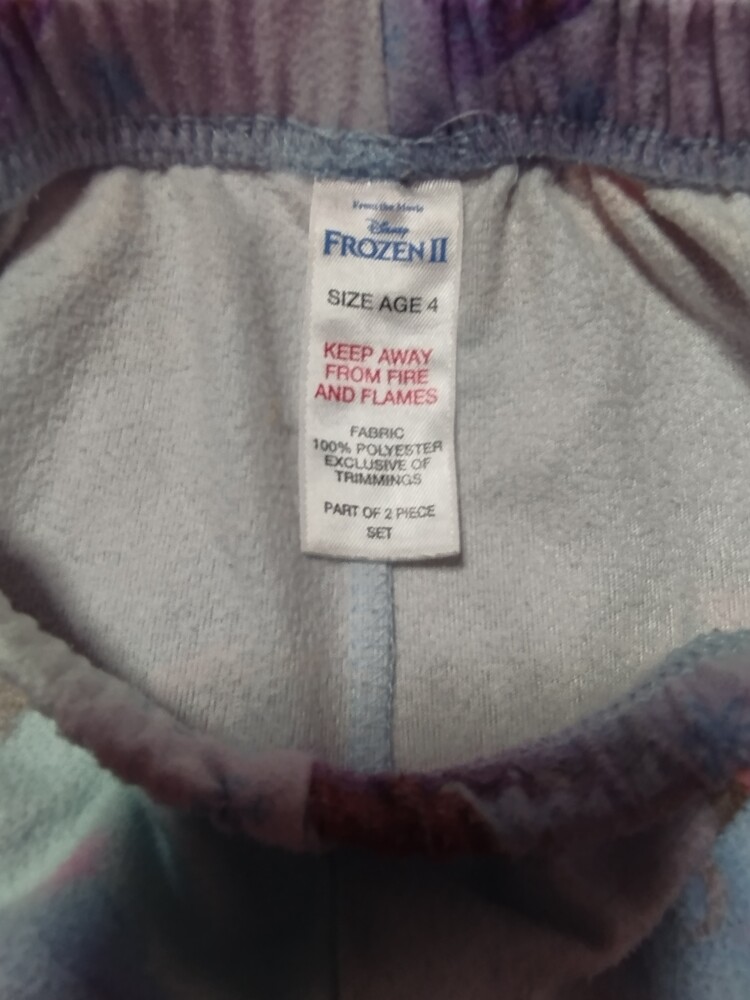 From the Movie
Disney
FROZEN II
SIZE AGE 4
KEEP AWAY
FROM FIRE
AND FLAMES
FABRIC
100% POLYESTER
EXCLUSIVE OF
TRIMMINGS
PART OF 2 PIECE
SET